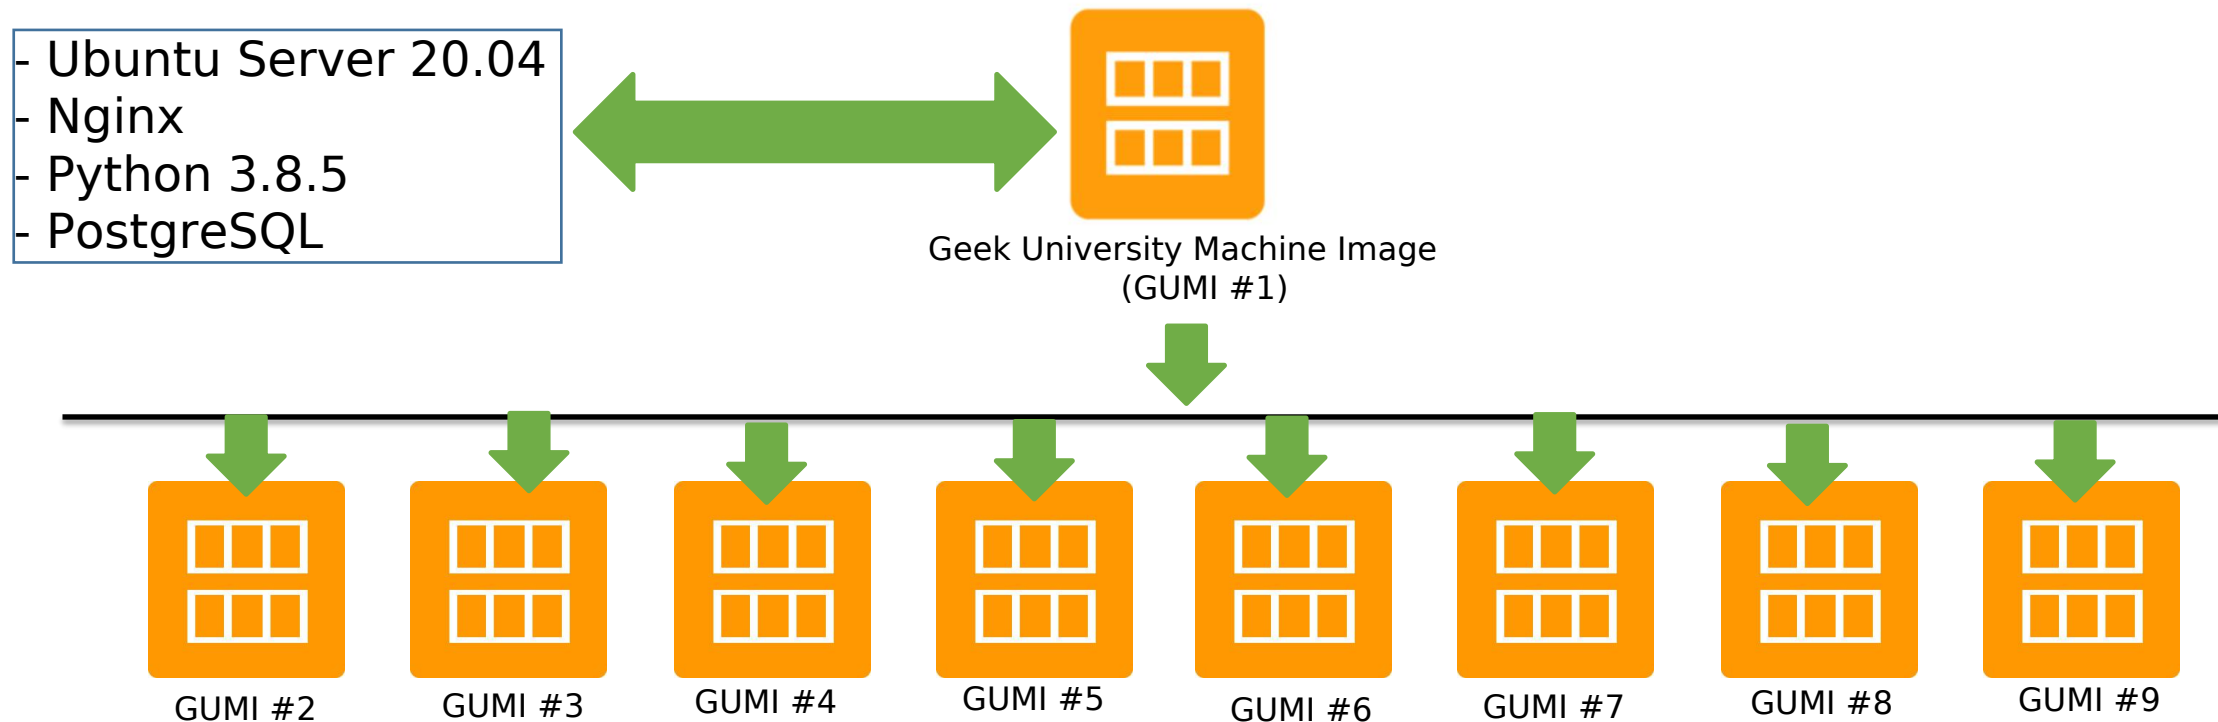 - Ubuntu Server 20.04
- Nginx
- Python 3.8.5
- PostgreSQL
Geek University Machine Image
(GUMI #1)
GUMI #2
GUMI #3
GUMI #4
GUMI #5
GUMI #6
GUMI #7
GUMI #8
GUMI #9